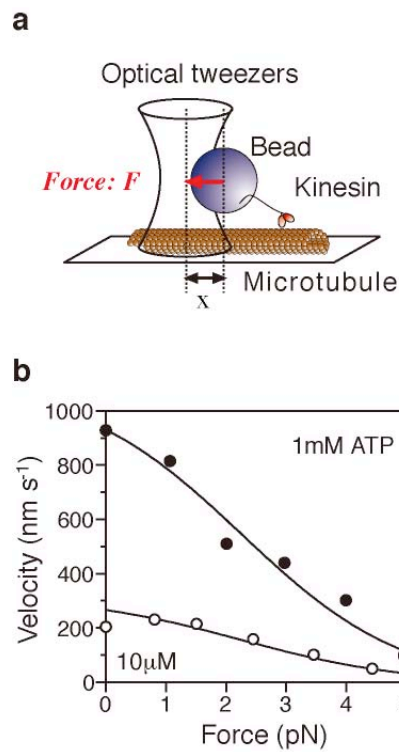 a
Optical tweezers
Bead
Force: F
Kinesin
Microtubule
x
b
1000
1mM ATP
800
600
400
200
10μM
0
0 1 2 3 4 5
Velocity (nm s⁻¹)
Force (pN)